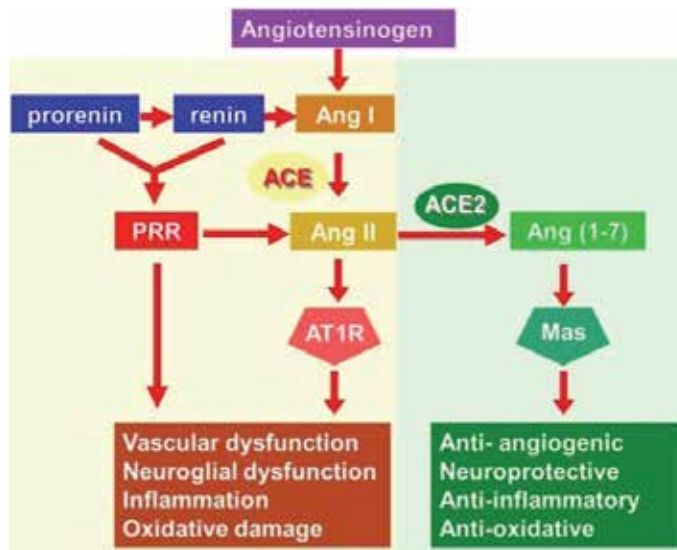 Angiotensinogen
prorenin
renin
Ang I
ACE
ACE2
PRR
Ang II
Ang (1-7)
AT1R
Mas
Vascular dysfunction
Neuroglial dysfunction
Inflammation
Oxidative damage
Anti- angiogenic
Neuroprotective
Anti-inflammatory
Anti-oxidative